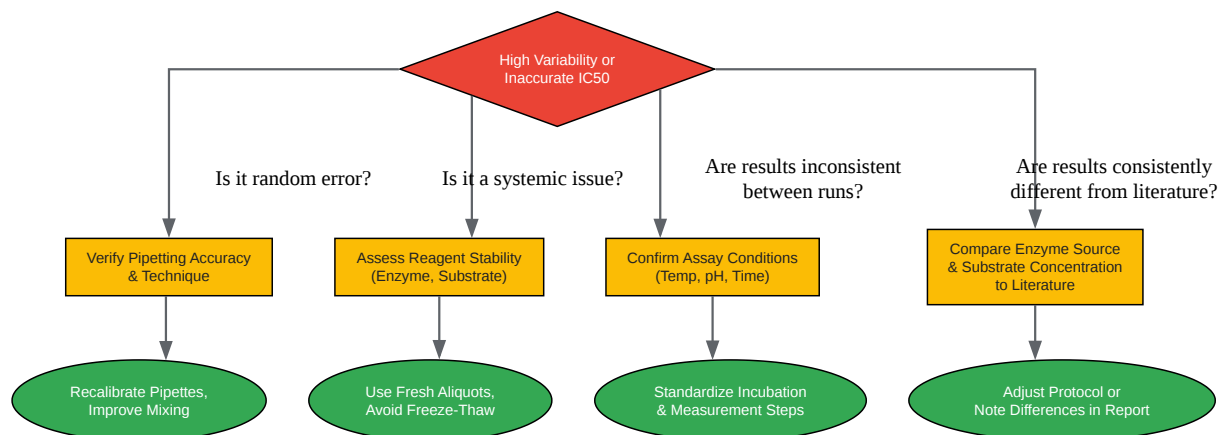 High Variability or
Inaccurate IC50
Is it random error?
Is it a systemic issue?
Are results inconsistent
between runs?
Are results consistently
different from literature?
Verify Pipetting Accuracy
& Technique
Assess Reagent Stability
(Enzyme, Substrate)
Confirm Assay Conditions
(Temp, pH, Time)
Compare Enzyme Source
& Substrate Concentration
to Literature
Recalibrate Pipettes,
Improve Mixing
Use Fresh Aliquots,
Avoid Freeze-Thaw
Standardize Incubation
& Measurement Steps
Adjust Protocol or
Note Differences in Report